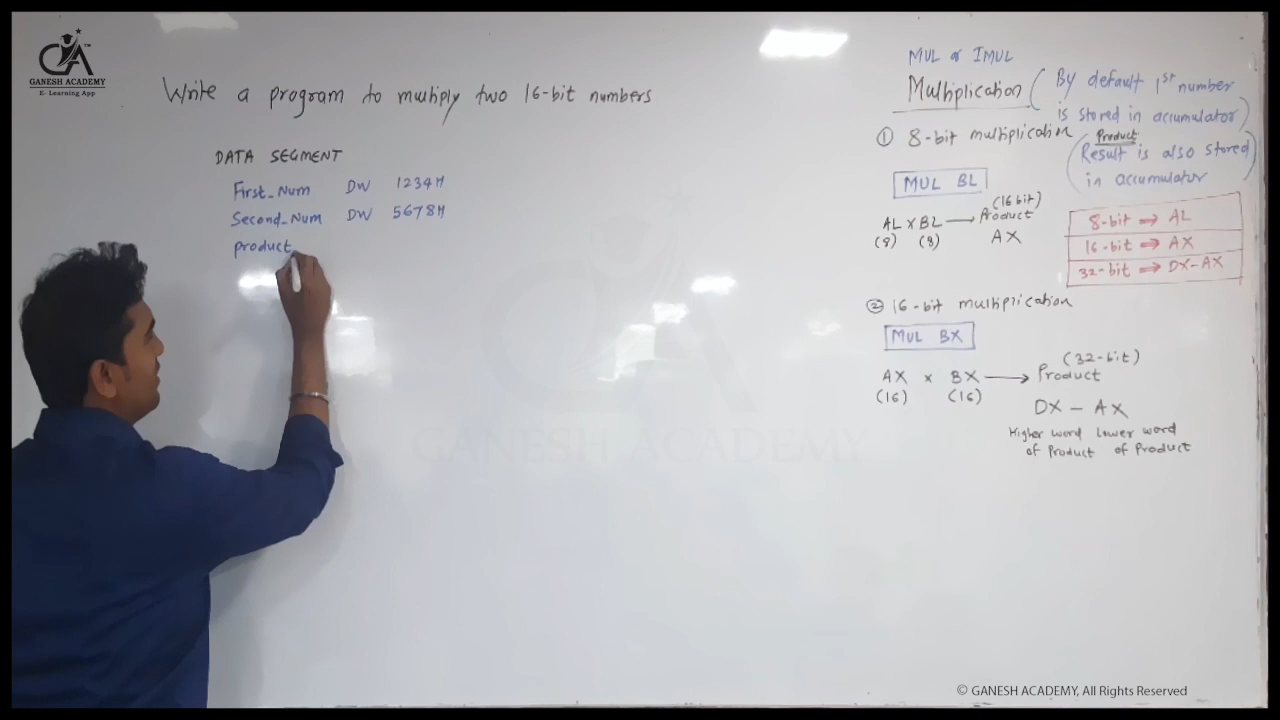 GANESH ACADEMY
E- Learning App
Write a program to multiply two 16-bit numbers
DATA SEGMENT
First_Num DW 1234H
Second_Num DW 5678H
product
MUL or IMUL
Multiplication (By default 1st number
is stored in accumulator)
① 8-bit multiplication
(Product
Result is also stored
in accumulator)
MUL BL
AL x BL → Product (16 bit)
(8) (8) AX
8-bit ⇒ AL
16-bit ⇒ AX
32-bit ⇒ DX-AX
② 16-bit multiplication
MUL BX
(32-bit)
AX x BX → Product
(16) (16)
DX - AX
Higher word Lower word
of Product of Product
GANESH ACADEMY
© GANESH ACADEMY, All Rights Reserved